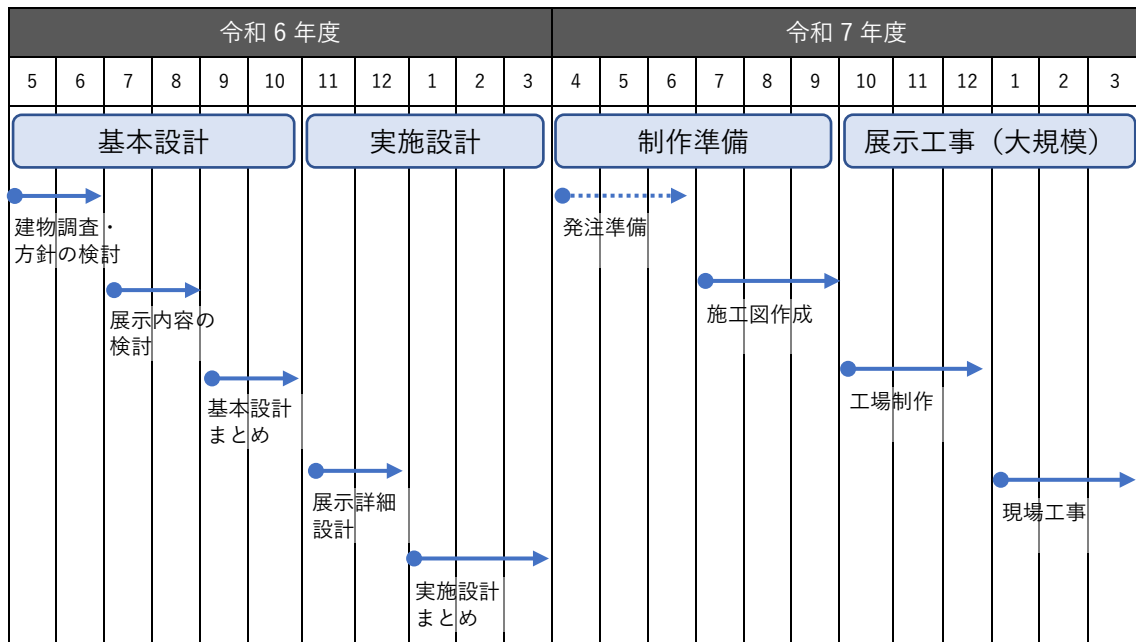 令和 6 年度
令和 7 年度
5 6 7 8 9 10 11 12 1 2 3 4 5 6 7 8 9 10 11 12 1 2 3
基本設計
実施設計
制作準備
展示工事（大規模）
建物調査・
方針の検討
展示内容の
検討
基本設計
まとめ
展示詳細
設計
実施設計
まとめ
発注準備
施工図作成
工場制作
現場工事